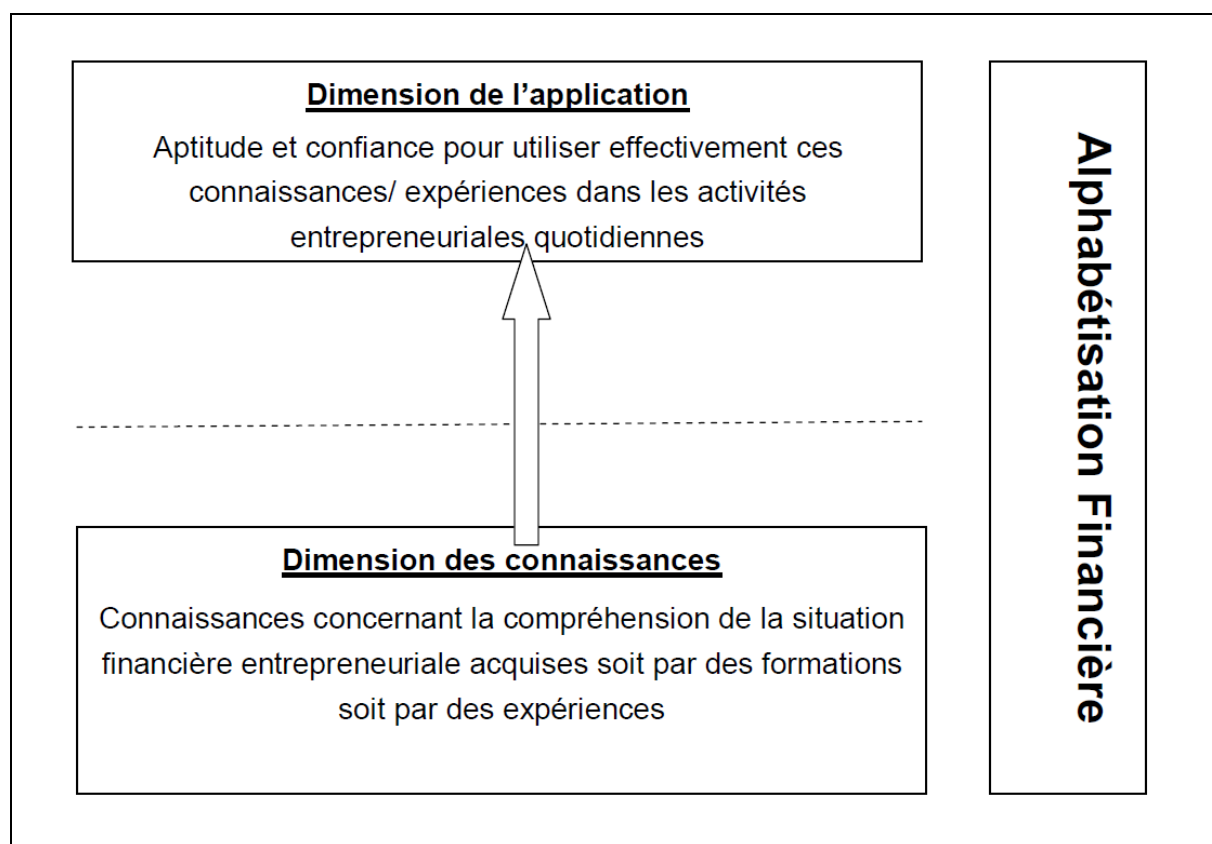 Dimension de l’application
Aptitude et confiance pour utiliser effectivement ces
connaissances/ expériences dans les activités
entrepreneuriales quotidiennes
Alphabétisation Financière
Dimension des connaissances
Connaissances concernant la compréhension de la situation
financière entrepreneuriale acquises soit par des formations
soit par des expériences